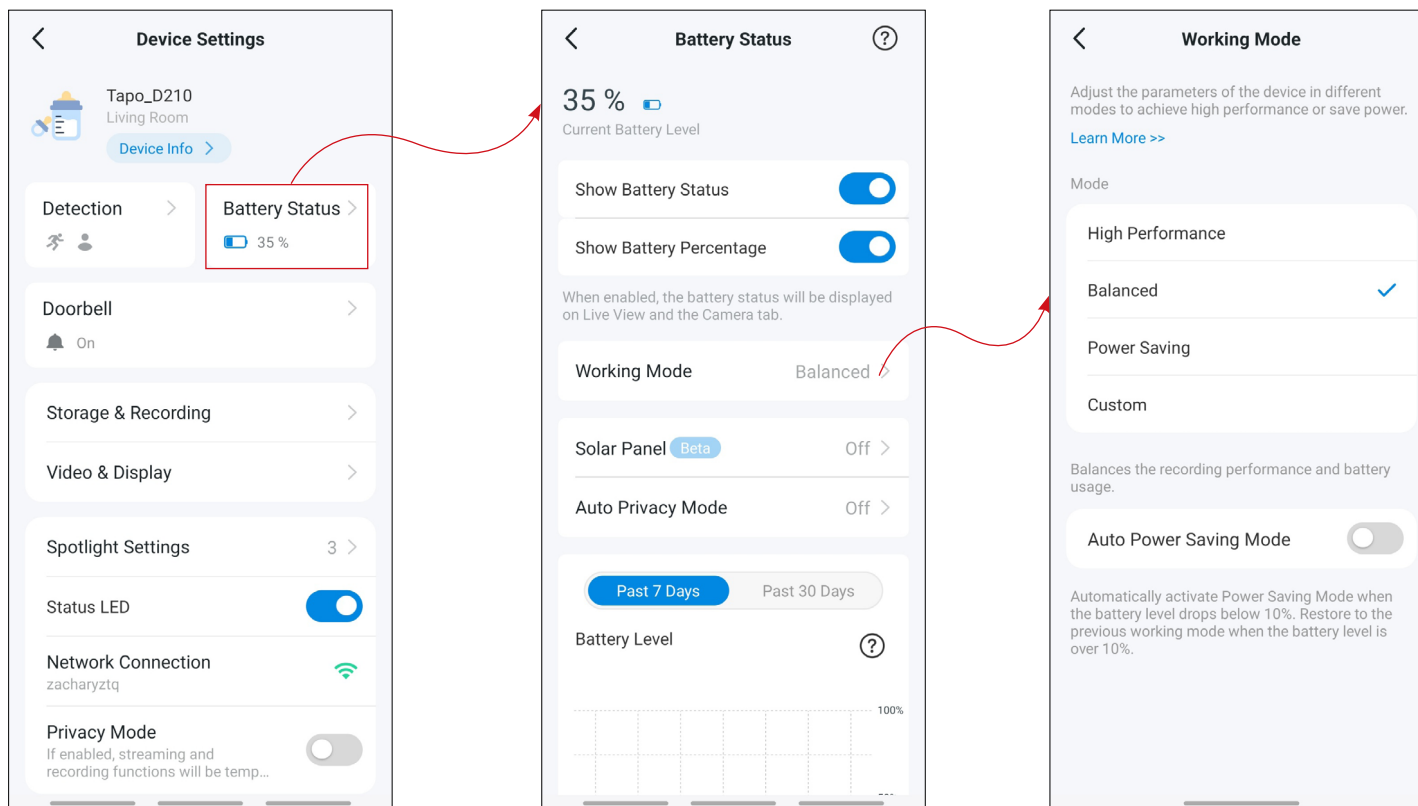 Device Settings
Tapo_D210
Living Room
Device Info
Detection
Battery Status
35 %
Doorbell
On
Storage & Recording
Video & Display
Spotlight Settings
3
Status LED
Network Connection
zacharyztq
Privacy Mode
If enabled, streaming and
recording functions will be temp...
Battery Status
35 %
Current Battery Level
Show Battery Status
Show Battery Percentage
When enabled, the battery status will be displayed
on Live View and the Camera tab.
Working Mode
Balanced
Solar Panel Beta
Off
Auto Privacy Mode
Off
Past 7 Days
Past 30 Days
Battery Level
100%
Working Mode
Adjust the parameters of the device in different
modes to achieve high performance or save power.
Learn More >>
Mode
High Performance
Balanced
Power Saving
Custom
Balances the recording performance and battery
usage.
Auto Power Saving Mode
Automatically activate Power Saving Mode when
the battery level drops below 10%. Restore to the
previous working mode when the battery level is
over 10%.